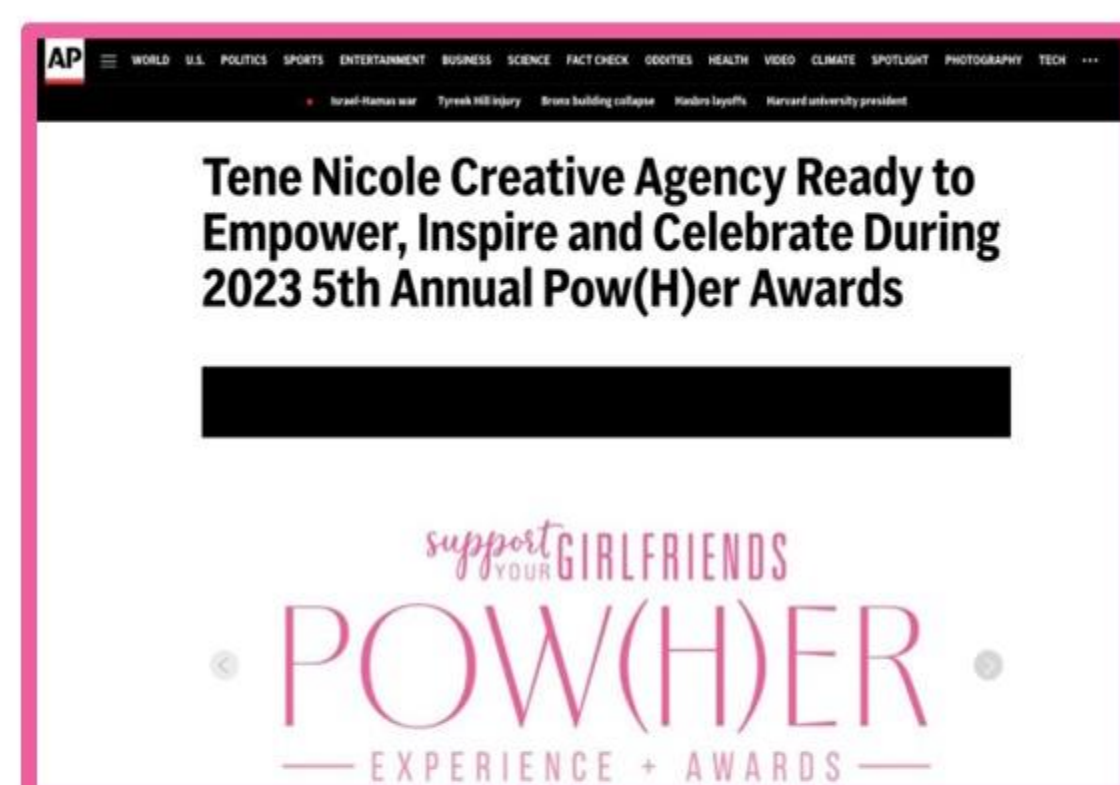 AP WORLD U.S. POLITICS SPORTS ENTERTAINMENT BUSINESS SCIENCE FACT CHECK ODDITIES HEALTH VIDEO CLIMATE SPOTLIGHT PHOTOGRAPHY TECH ...
Israel-Hamas war Tyreek Hill injury Bronx building collapse Hasbro layoffs Harvard university president
Tene Nicole Creative Agency Ready to
Empower, Inspire and Celebrate During
2023 5th Annual Pow(H)er Awards
support YOUR GIRLFRIENDS
POW(H)ER
EXPERIENCE + AWARDS